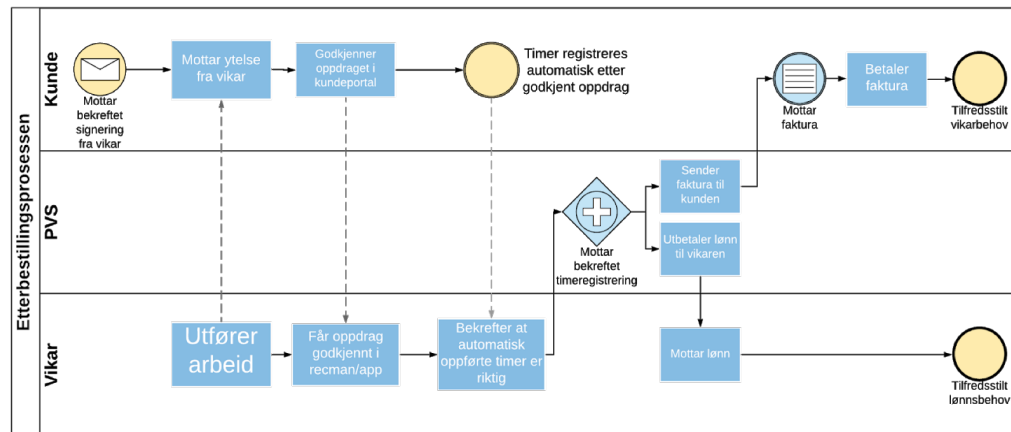 Etterbestillingsprosessen
Kunde
Mottar
bekreftet
signering
fra vikar
Mottar ytelse
fra vikar
Godkjenner
oppdraget i
kundeportal
Timer registreres
automatisk etter
godkjent oppdrag
Mottar
faktura
Betaler
faktura
Tilfredsstilt
vikarbehov
PVS
Mottar
bekreftet
timeregistrering
Sender
faktura til
kunden
Utbetaler lønn
til vikaren
Vikar
Utfører
arbeid
Får oppdrag
godkjennt i
recman/app
Bekrefter at
automatisk
oppførte timer er
riktig
Mottar lønn
Tilfredsstilt
lønnsbehov